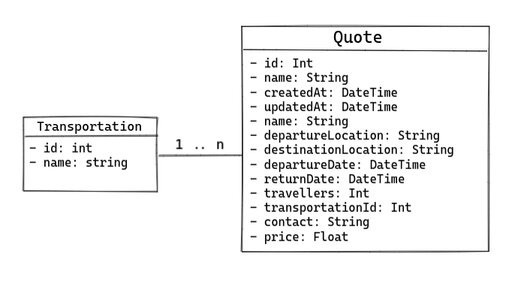 Transportation
- id: int
- name: string
1 .. n
Quote
- id: Int
- name: String
- createdAt: DateTime
- updatedAt: DateTime
- name: String
- departureLocation: String
- destinationLocation: String
- departureDate: DateTime
- returnDate: DateTime
- travellers: Int
- transportationId: Int
- contact: String
- price: Float